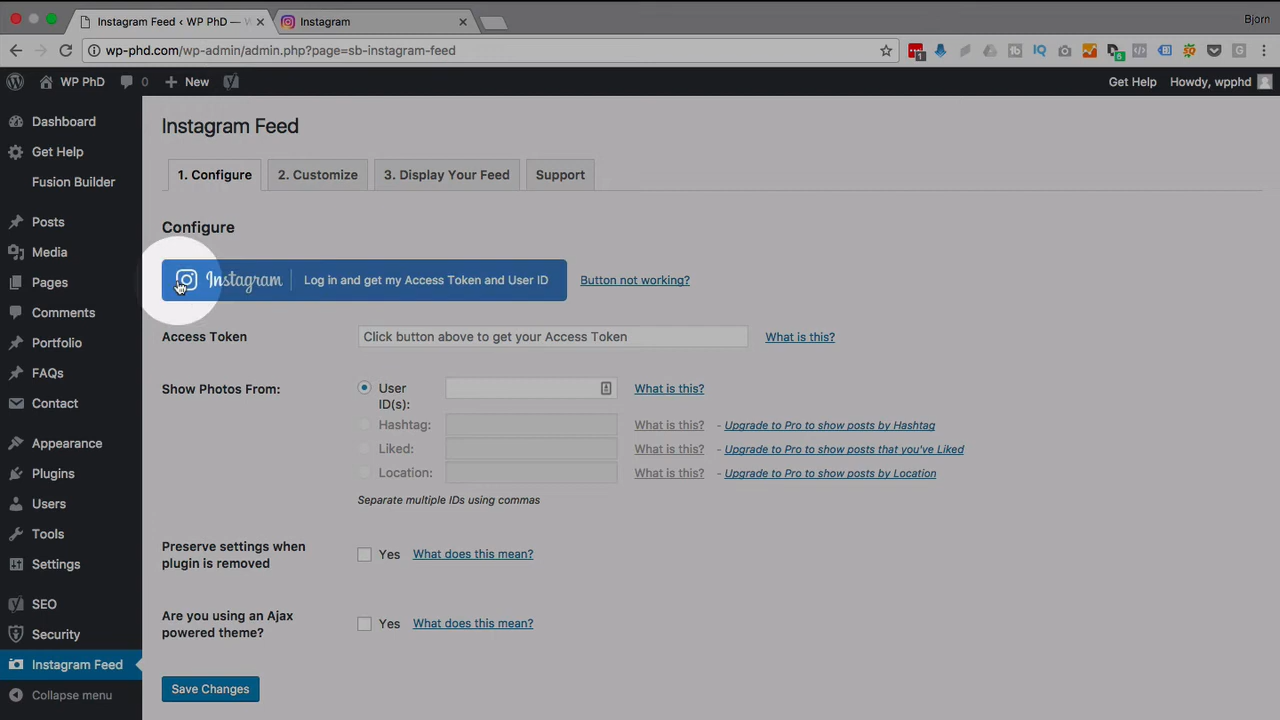 Instagram Feed ‹ WP PhD — W
Instagram
Bjorn
wp-phd.com/wp-admin/admin.php?page=sb-instagram-feed
WP PhD
0
New
Get Help
Howdy, wpphd
Dashboard
Get Help
Fusion Builder
Posts
Media
Pages
Comments
Portfolio
FAQs
Contact
Appearance
Plugins
Users
Tools
Settings
SEO
Security
Instagram Feed
Collapse menu
Instagram Feed
1. Configure
2. Customize
3. Display Your Feed
Support
Configure
Instagram
Log in and get my Access Token and User ID
Button not working?
Access Token
Click button above to get your Access Token
What is this?
Show Photos From:
User
ID(s):
What is this?
Hashtag:
What is this?
- Upgrade to Pro to show posts by Hashtag
Liked:
What is this?
- Upgrade to Pro to show posts that you've Liked
Location:
What is this?
- Upgrade to Pro to show posts by Location
Separate multiple IDs using commas
Preserve settings when
plugin is removed
Yes
What does this mean?
Are you using an Ajax
powered theme?
Yes
What does this mean?
Save Changes